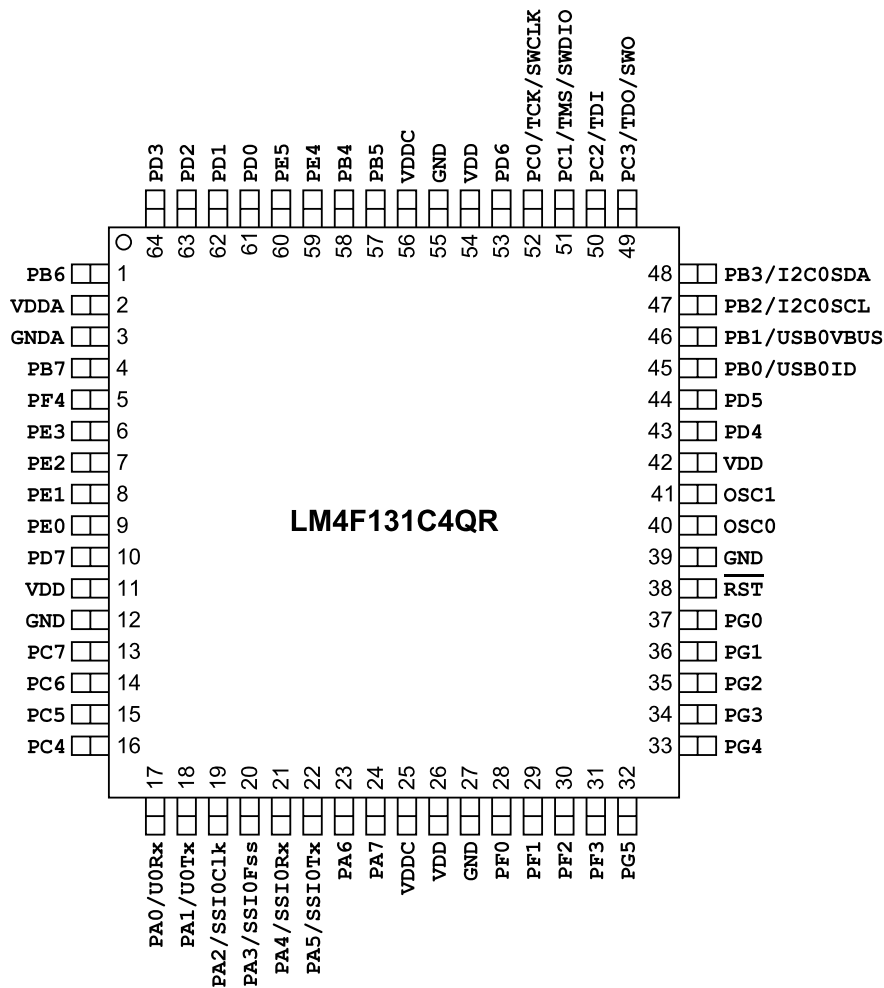 PD3
PD2
PD1
PD0
PE5
PE4
PB4
PB5
VDDC
GND
VDD
PD6
PC0/TCK/SWCLK
PC1/TMS/SWDIO
PC2/TDI
PC3/TDO/SWO
64
63
62
61
60
59
58
57
56
55
54
53
52
51
50
49
PB6 1
VDDA 2
GNDA 3
PB7 4
PF4 5
PE3 6
PE2 7
PE1 8
PE0 9
PD7 10
VDD 11
GND 12
PC7 13
PC6 14
PC5 15
PC4 16
LM4F131C4QR
48 PB3/I2C0SDA
47 PB2/I2C0SCL
46 PB1/USB0VBUS
45 PB0/USB0ID
44 PD5
43 PD4
42 VDD
41 OSC1
40 OSC0
39 GND
38 RST
37 PG0
36 PG1
35 PG2
34 PG3
33 PG4
17
18
19
20
21
22
23
24
25
26
27
28
29
30
31
32
PA0/U0Rx
PA1/U0Tx
PA2/SSI0Clk
PA3/SSI0Fss
PA4/SSI0Rx
PA5/SSI0Tx
PA6
PA7
VDDC
VDD
GND
PF0
PF1
PF2
PF3
PG5